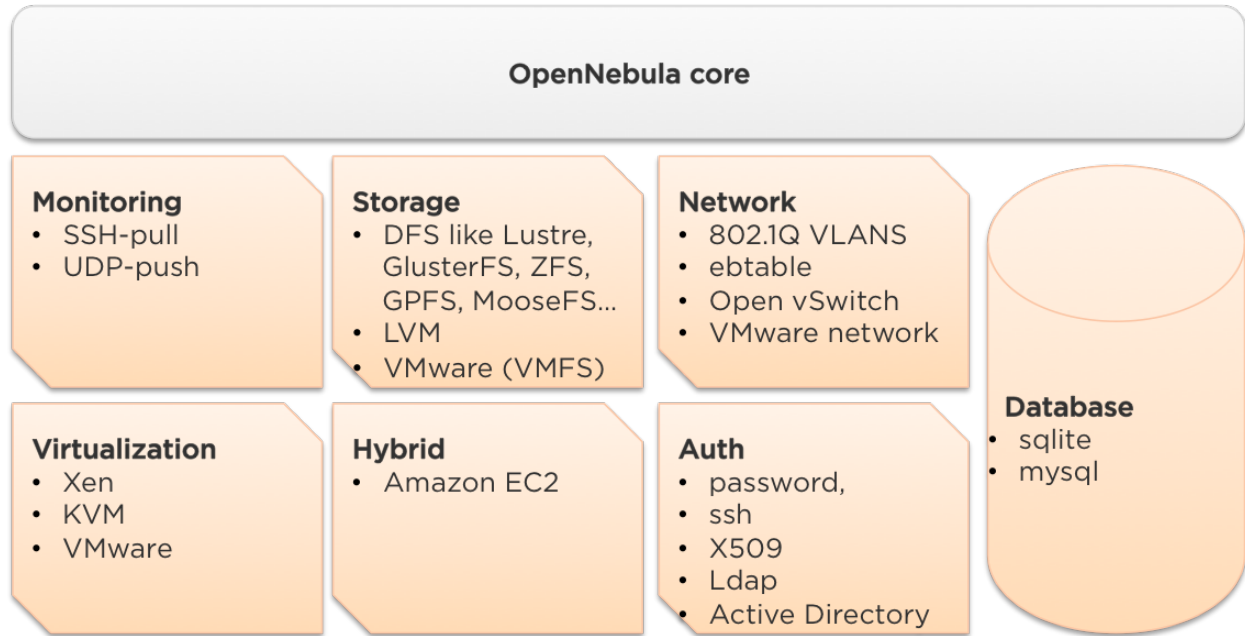 OpenNebula core
Monitoring
• SSH-pull
• UDP-push
Storage
• DFS like Lustre,
GlusterFS, ZFS,
GPFS, MooseFS...
• LVM
• VMware (VMFS)
Network
• 802.1Q VLANS
• ebtable
• Open vSwitch
• VMware network
Virtualization
• Xen
• KVM
• VMware
Hybrid
• Amazon EC2
Auth
• password,
• ssh
• X509
• Ldap
• Active Directory
Database
• sqlite
• mysql